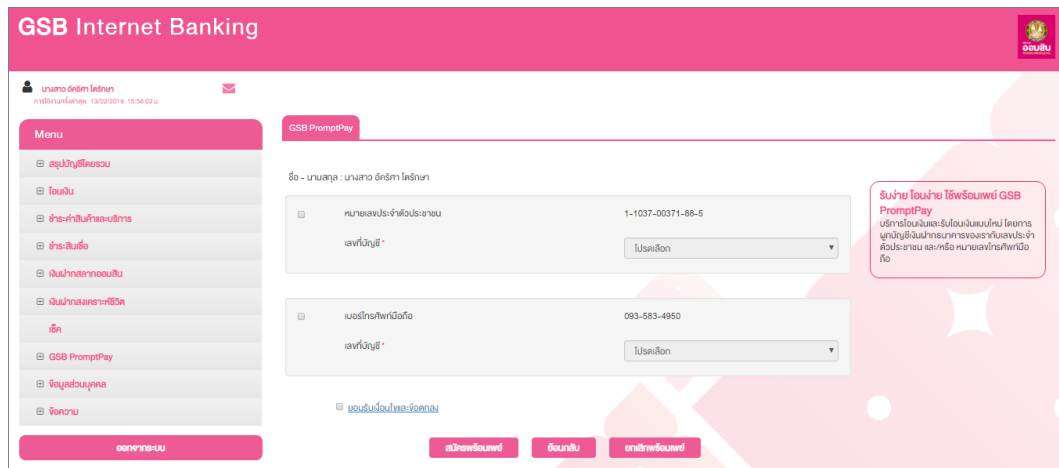 GSB Internet Banking
ออมสิน
นางสาว อัคริศา ไตรักษา
การใช้งานครั้งล่าสุด: 13/02/2019, 15:56:02 น.
Menu
สรุปบัญชีโดยรวม
โอนเงิน
ชำระค่าสินค้าและบริการ
ชำระสินเชื่อ
เงินฝากสลากออมสิน
เงินฝากสงเคราะห์ชีวิต
เช็ค
GSB PromptPay
ข้อมูลส่วนบุคคล
ข้อความ
ออกจากระบบ
GSB PromptPay
ชื่อ - นามสกุล : นางสาว อัคริศา ไตรักษา
หมายเลขประจำตัวประชาชน 1-1037-00371-88-5
เลขที่บัญชี * โปรดเลือก
เบอร์โทรศัพท์มือถือ 093-583-4950
เลขที่บัญชี * โปรดเลือก
ยอมรับเงื่อนไขและข้อตกลง
สมัครพร้อมเพย์ ย้อนกลับ ยกเลิกพร้อมเพย์
รับง่าย โอนง่าย ใช้พร้อมเพย์ GSB
PromptPay
บริการโอนเงินและรับโอนเงินแบบใหม่ โดยการ
ผูกบัญชีเงินฝากธนาคารของเรากับเลขประจำ
ตัวประชาชน และ/หรือ หมายเลขโทรศัพท์มือ
ถือ